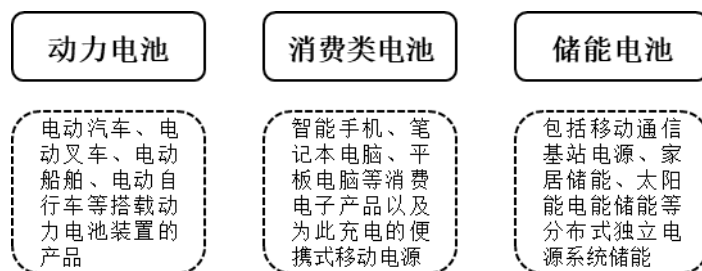 动力电池
消费类电池
储能电池
电动汽车、电
动叉车、电动
船舶、电动自
行车等搭载动
力电池装置的
产品
智能手机、笔
记本电脑、平
板电脑等消费
电子产品以及
为此充电的便
携式移动电源
包括移动通信
基站电源、家
居储能、太阳
能电能储能等
分布式独立电
源系统储能